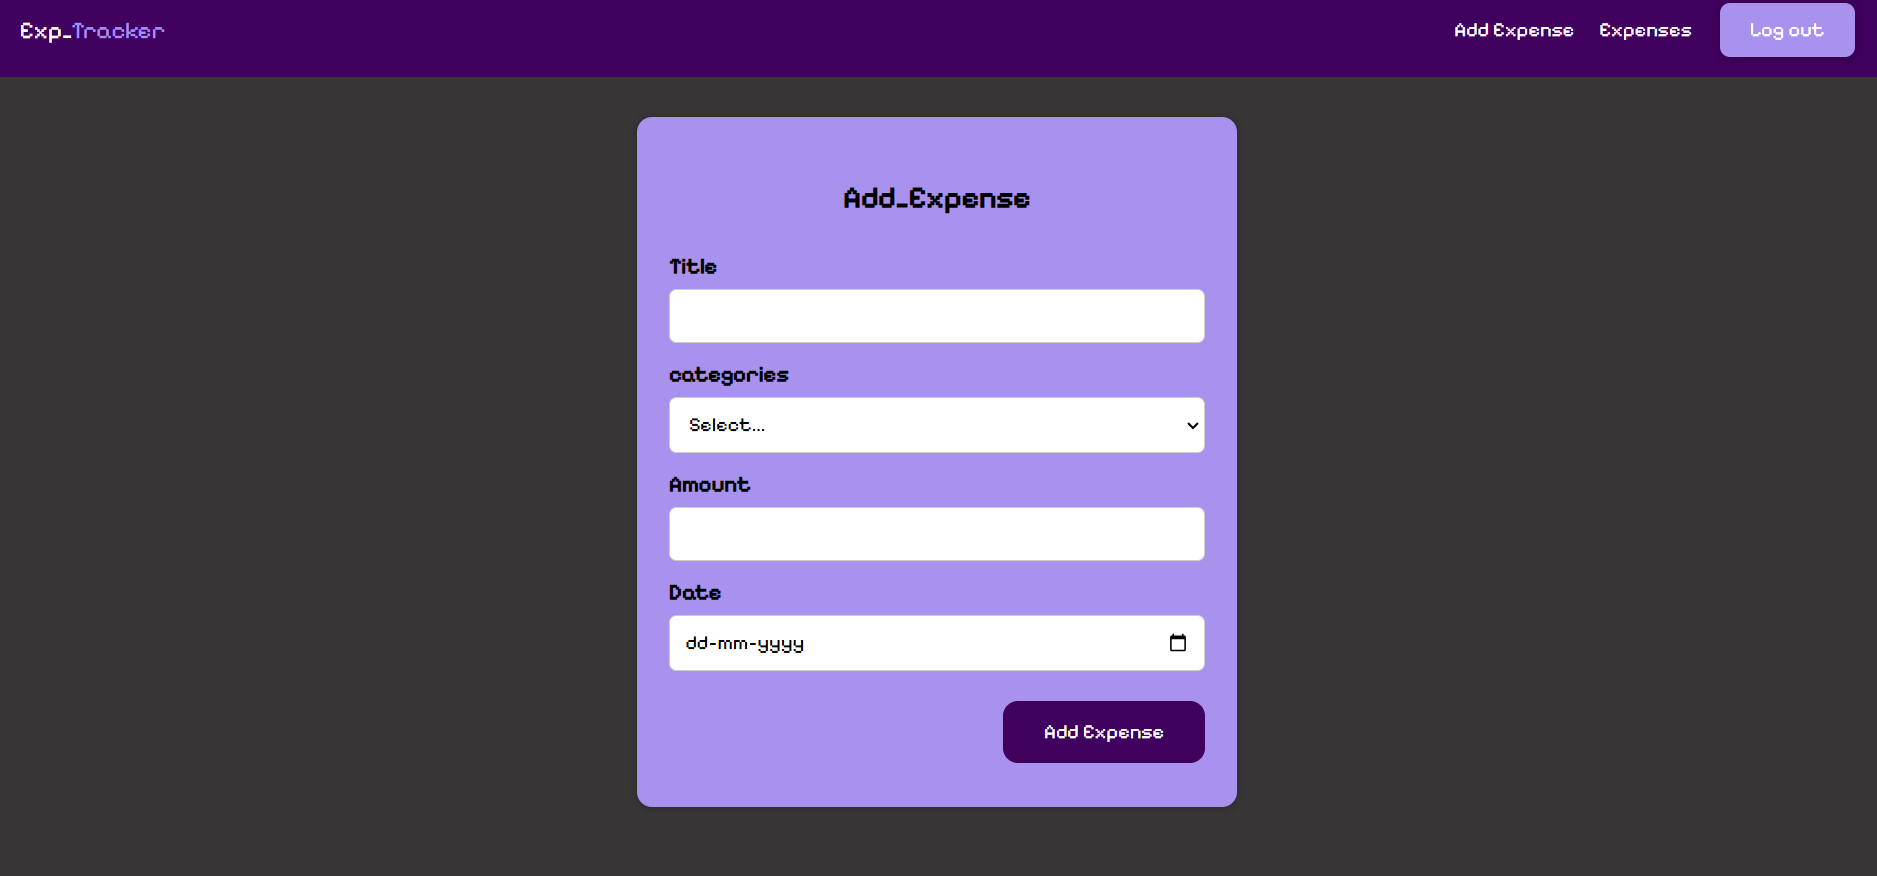 Exp_Tracker
Add Expense Expenses Log out
Add_Expense
Title
categories
Select...
Amount
Date
dd-mm-yyyy
Add Expense